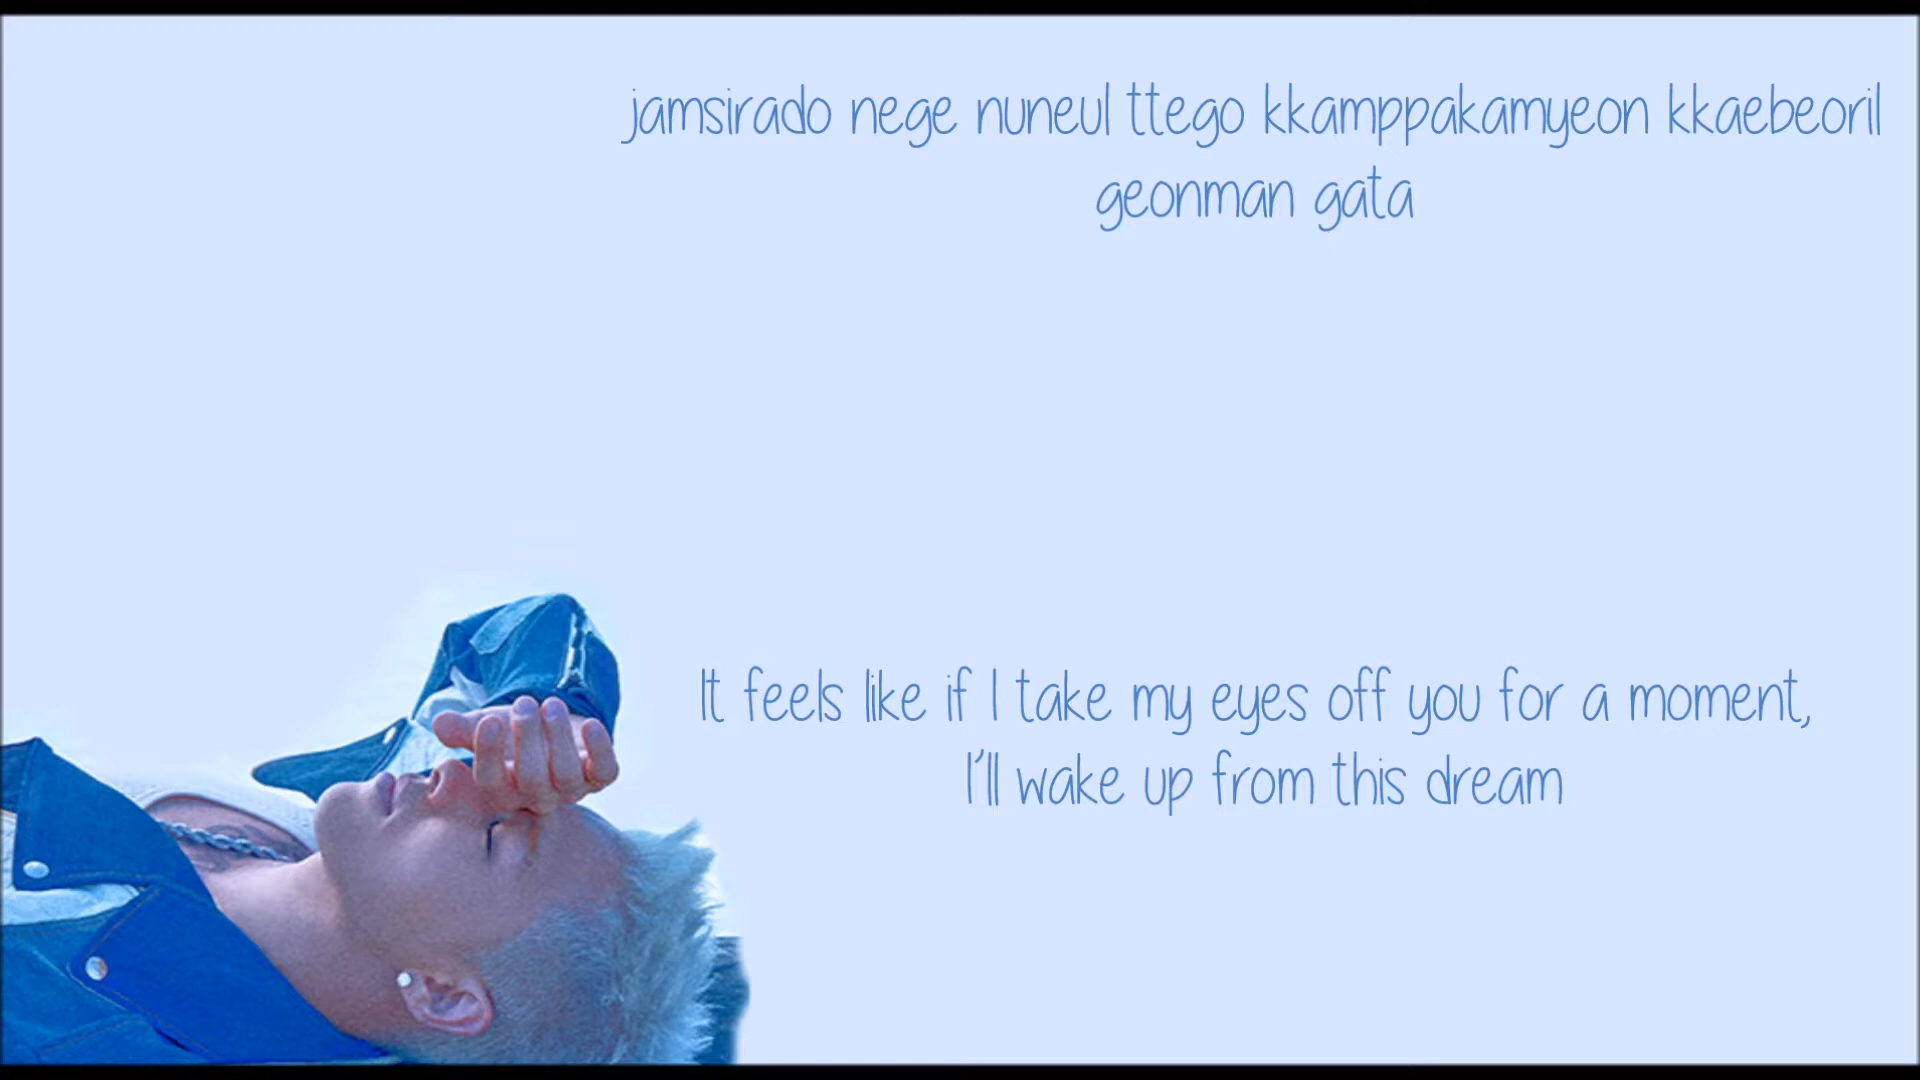 jamsirado nege nuneul ttego kkamppakamyeon kkaebeoril
geonman gata
It feels like if I take my eyes off you for a moment,
I'll wake up from this dream